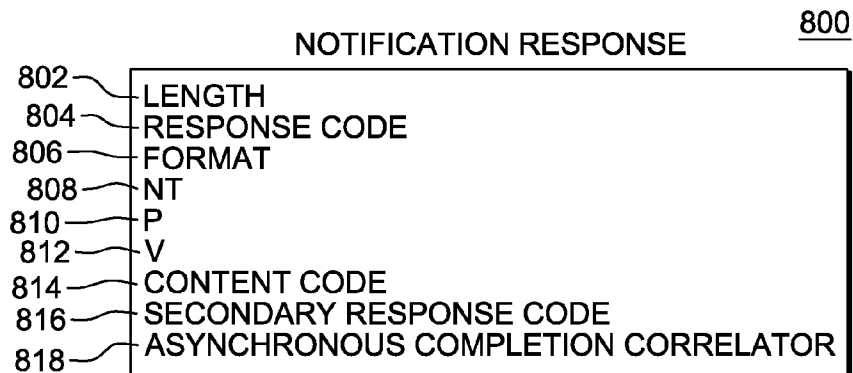 800
NOTIFICATION RESPONSE
802 LENGTH
804 RESPONSE CODE
806 FORMAT
808 NT
810 P
812 V
814 CONTENT CODE
816 SECONDARY RESPONSE CODE
818 ASYNCHRONOUS COMPLETION CORRELATOR